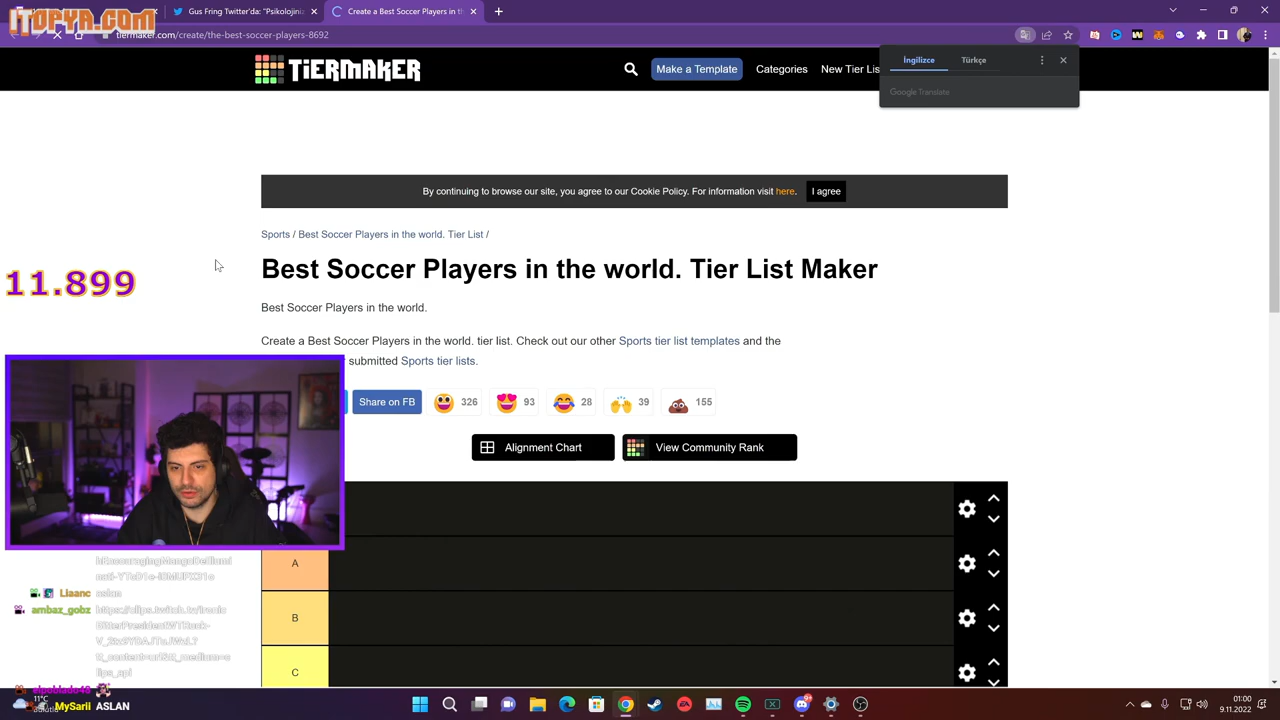 iTOPYA.COM
Gus Fring Twitter'da: "Psikolojiniz
Create a Best Soccer Players in the
tiermaker.com/create/the-best-soccer-players-8692
TiERMAKER
Make a Template
Categories
New Tier Lis
İngilizce
Türkçe
Google Translate
By continuing to browse our site, you agree to our Cookie Policy. For information visit here.
I agree
Sports / Best Soccer Players in the world. Tier List /
Best Soccer Players in the world. Tier List Maker
11.899
Best Soccer Players in the world.
Create a Best Soccer Players in the world. tier list. Check out our other Sports tier list templates and the
submitted Sports tier lists.
Share on FB
326
93
28
39
155
Alignment Chart
View Community Rank
A
B
C
Liaanc
ambaz_gobz
elpoblado48
MySarii ASLAN
11°C
01:00
9.11.2022